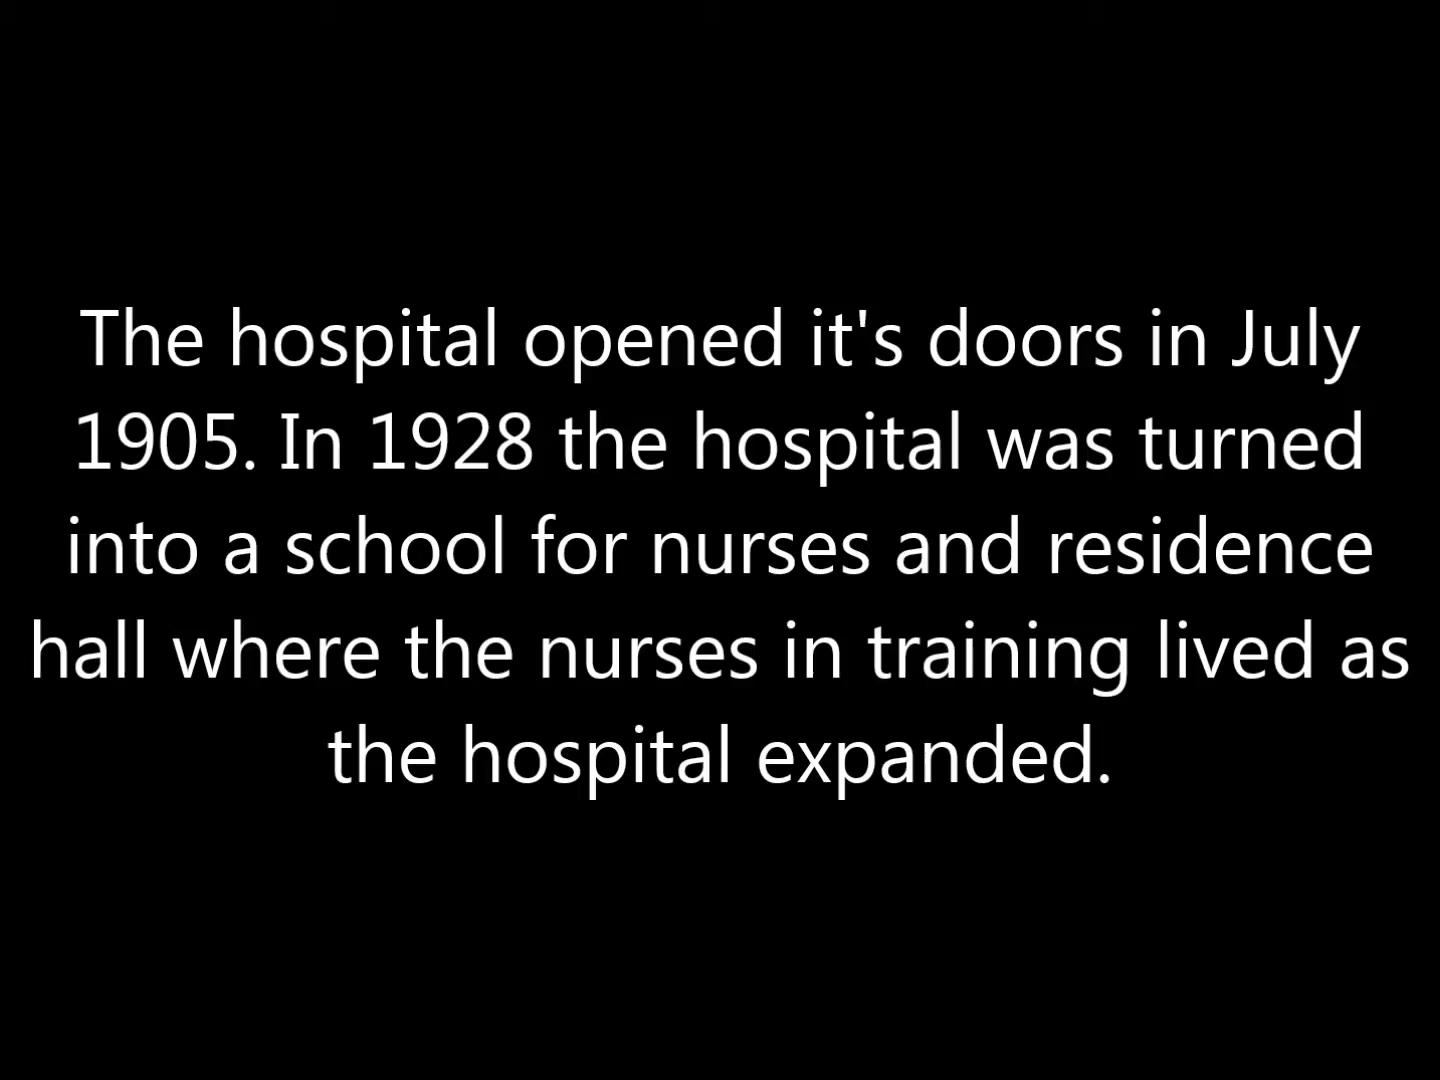 The hospital opened it's doors in July
1905. In 1928 the hospital was turned
into a school for nurses and residence
hall where the nurses in training lived as
the hospital expanded.